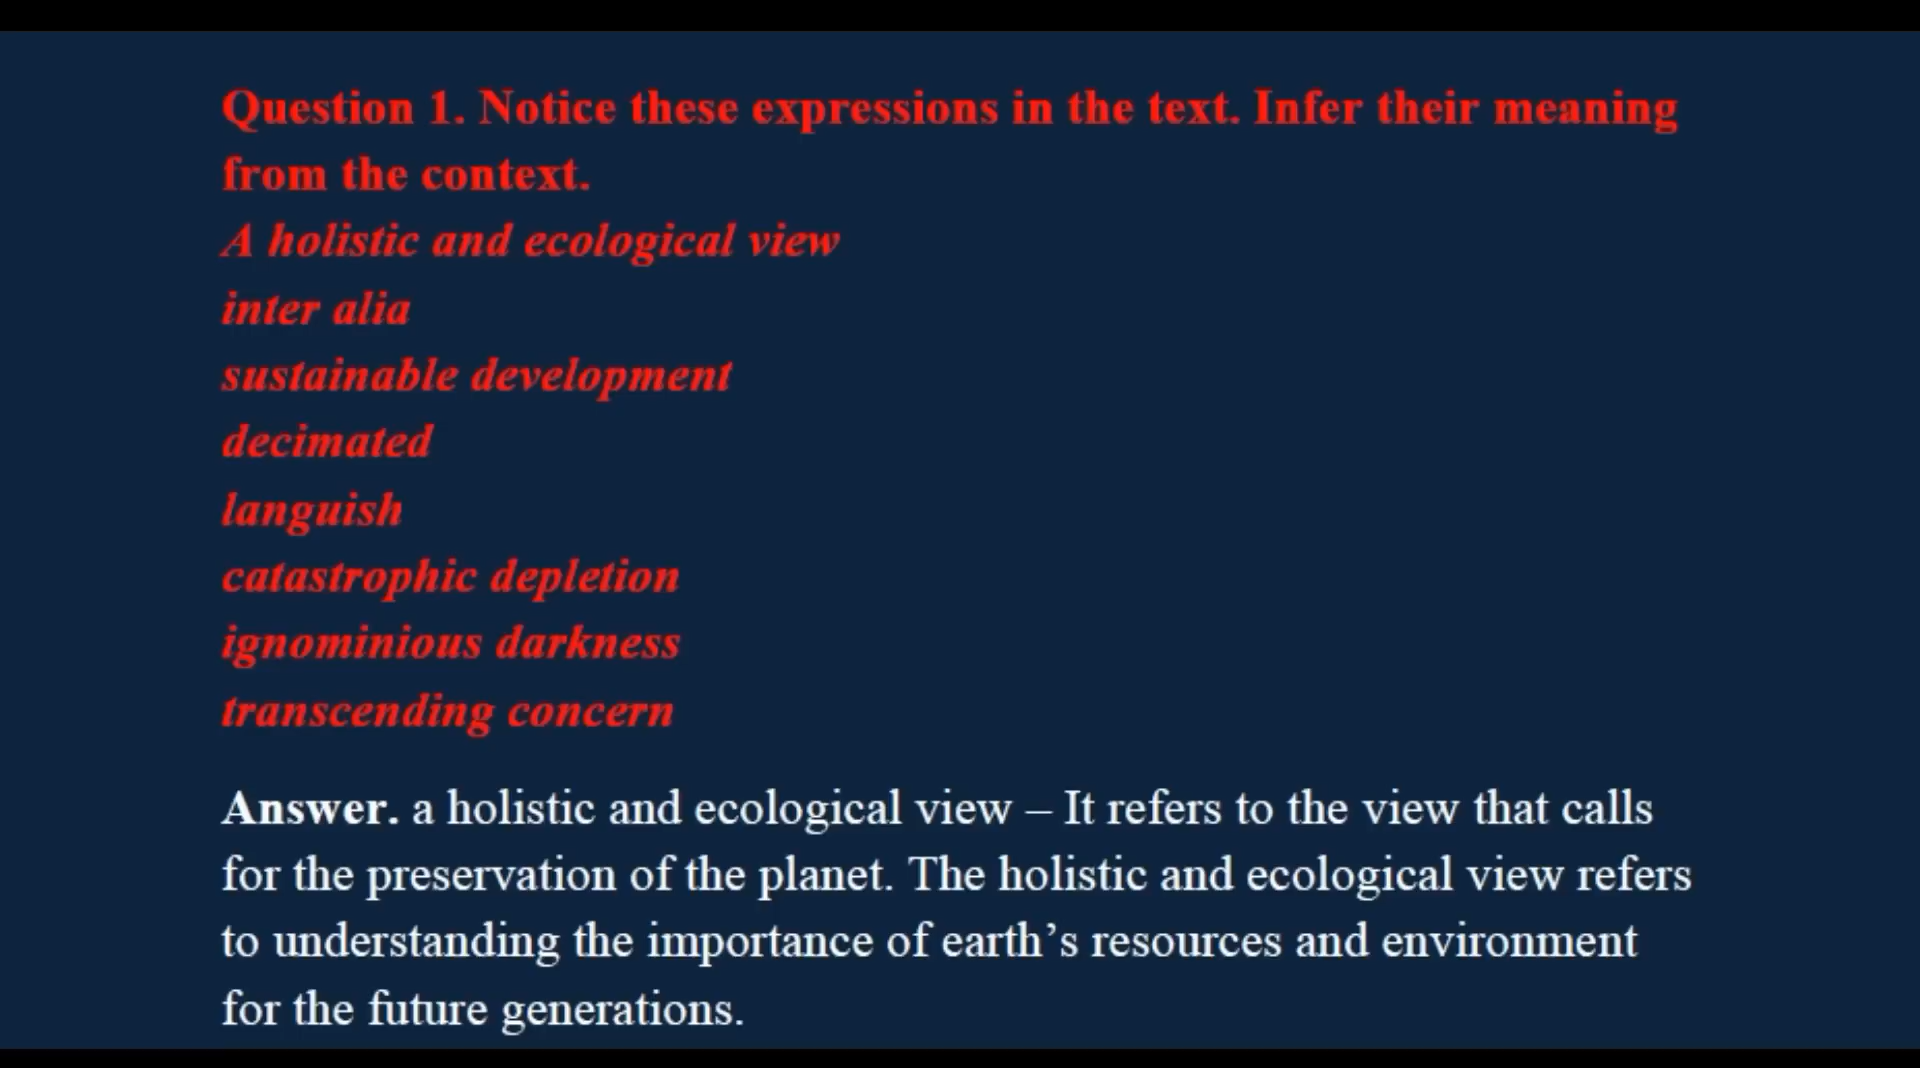 Question 1. Notice these expressions in the text. Infer their meaning
from the context.
A holistic and ecological view
inter alia
sustainable development
decimated
languish
catastrophic depletion
ignominious darkness
transcending concern
Answer. a holistic and ecological view – It refers to the view that calls
for the preservation of the planet. The holistic and ecological view refers
to understanding the importance of earth’s resources and environment
for the future generations.